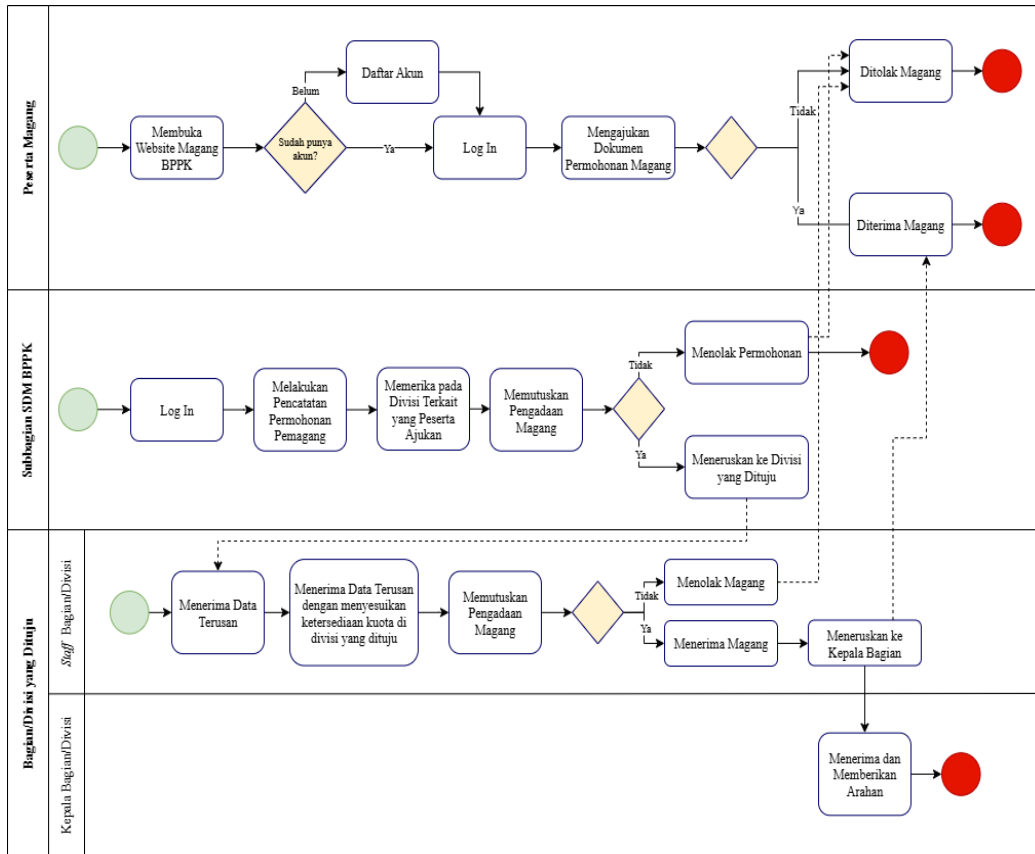 Peserta Magang
Daftar Akun
Belum
Membuka
Website Magang
BPPK
Sudah punya
akun?
Ya
Log In
Mengajukan
Dokumen
Permohonan Magang
Tidak
Ya
Ditolak Magang
Diterima Magang
Subbagian SDM BPPK
Log In
Melakukan
Pencatatan
Permohonan
Pemagang
Memerika pada
Divisi Terkait
yang Peserta
Ajukan
Memutuskan
Pengadaan
Magang
Tidak
Ya
Menolak Permohonan
Meneruskan ke Divisi
yang Dituju
Bagian/Divisi yang Dituju
Staff Bagian/Divisi
Menerima Data
Terusan
Menerima Data Terusan
dengan menyesuikan
ketersediaan kuota di
divisi yang dituju
Memutuskan
Pengadaan
Magang
Tidak
Ya
Menolak Magang
Menerima Magang
Meneruskan ke
Kepala Bagian
Kepala Bagian/Divisi
Menerima dan
Memberikan
Arahan